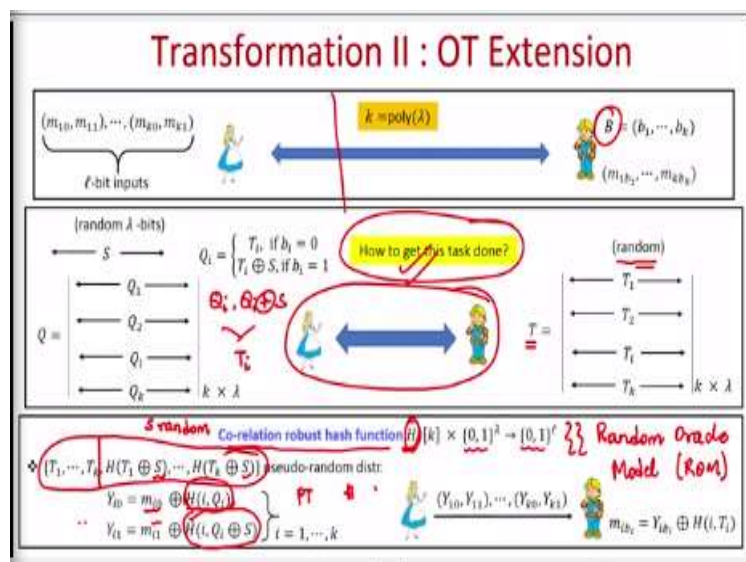 Transformation II : OT Extension
(m₁₀, m₁₁), ⋯, (mₖ₀, mₖ₁)
ℓ-bit inputs
k =poly(λ)
B = (b₁, ⋯, bₖ)
(m₁b₁, ⋯, mₖbₖ)
(random λ -bits)
S
Q =
Q₁
Q₂
Qᵢ
Qₖ
k × λ
Qᵢ = { Tᵢ, if bᵢ = 0
Tᵢ ⊕ S, if bᵢ = 1
Qᵢ, Qᵢ⊕S
Tᵢ
How to get this task done?
(random)
T =
T₁
T₂
Tᵢ
Tₖ
k × λ
S random
Co-relation robust hash function H [k] × {0,1}^λ → {0,1}^ℓ }} Random Oracle
Model (ROM)
❖ [T₁, ⋯, Tₖ, H(T₁ ⊕ S), ⋯, H(Tₖ ⊕ S)] pseudo-random distr.
Yᵢ₀ = mᵢ₀ ⊕ H(i, Qᵢ)
Yᵢ₁ = mᵢ₁ ⊕ H(i, Qᵢ ⊕ S)
i = 1, ⋯, k
PT
(Y₁₀, Y₁₁), ⋯, (Yₖ₀, Yₖ₁)
mᵢbᵢ = Yᵢbᵢ ⊕ H(i, Tᵢ)